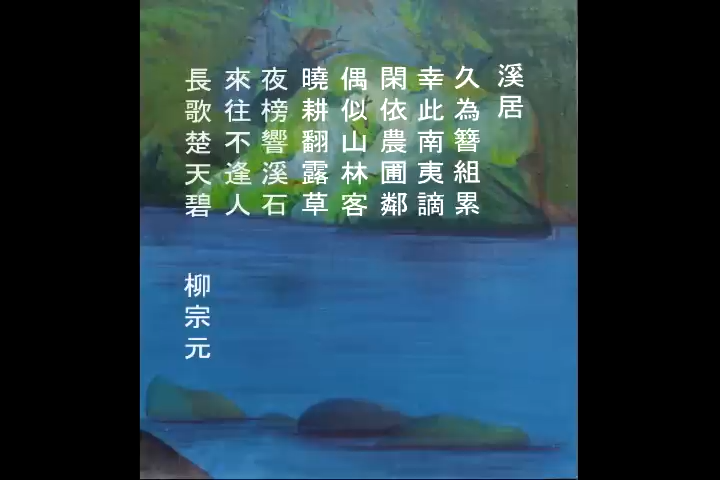 溪居
久為簪組累
幸此南夷謫
閑依農圃鄰
偶似山林客
曉耕翻露草
夜榜響溪石
來往不逢人
長歌楚天碧
柳宗元